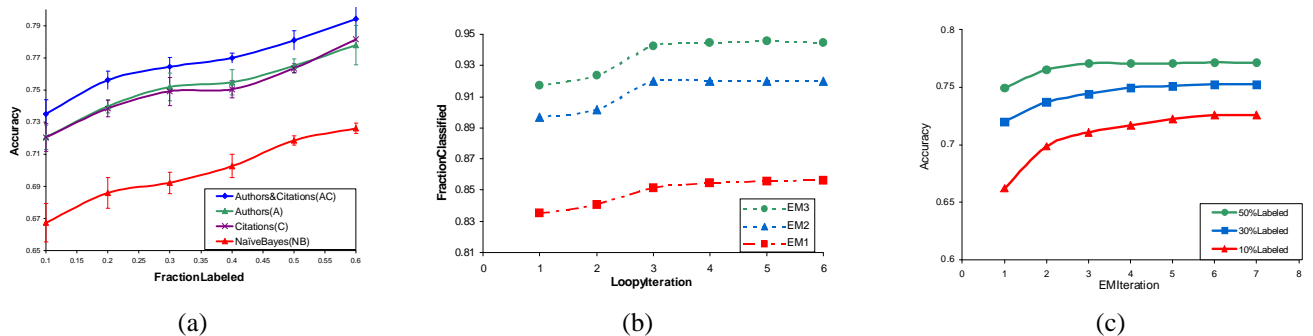 0.79
0.77
0.75
0.73
0.71
0.69
0.67
0.65
Accuracy
0.1 0.15 0.2 0.25 0.3 0.35 0.4 0.45 0.5 0.55 0.6
FractionLabeled
Authors&Citations(AC)
Authors(A)
Citations(C)
NaïveBayes(NB)
(a)
0.95
0.93
0.91
0.89
0.87
0.85
0.83
0.81
FractionClassified
0 1 2 3 4 5 6
LoopyIteration
EM3
EM2
EM1
(b)
0.8
0.75
0.7
0.65
0.6
Accuracy
0 1 2 3 4 5 6 7 8
EMIteration
50%Labeled
30%Labeled
10%Labeled
(c)